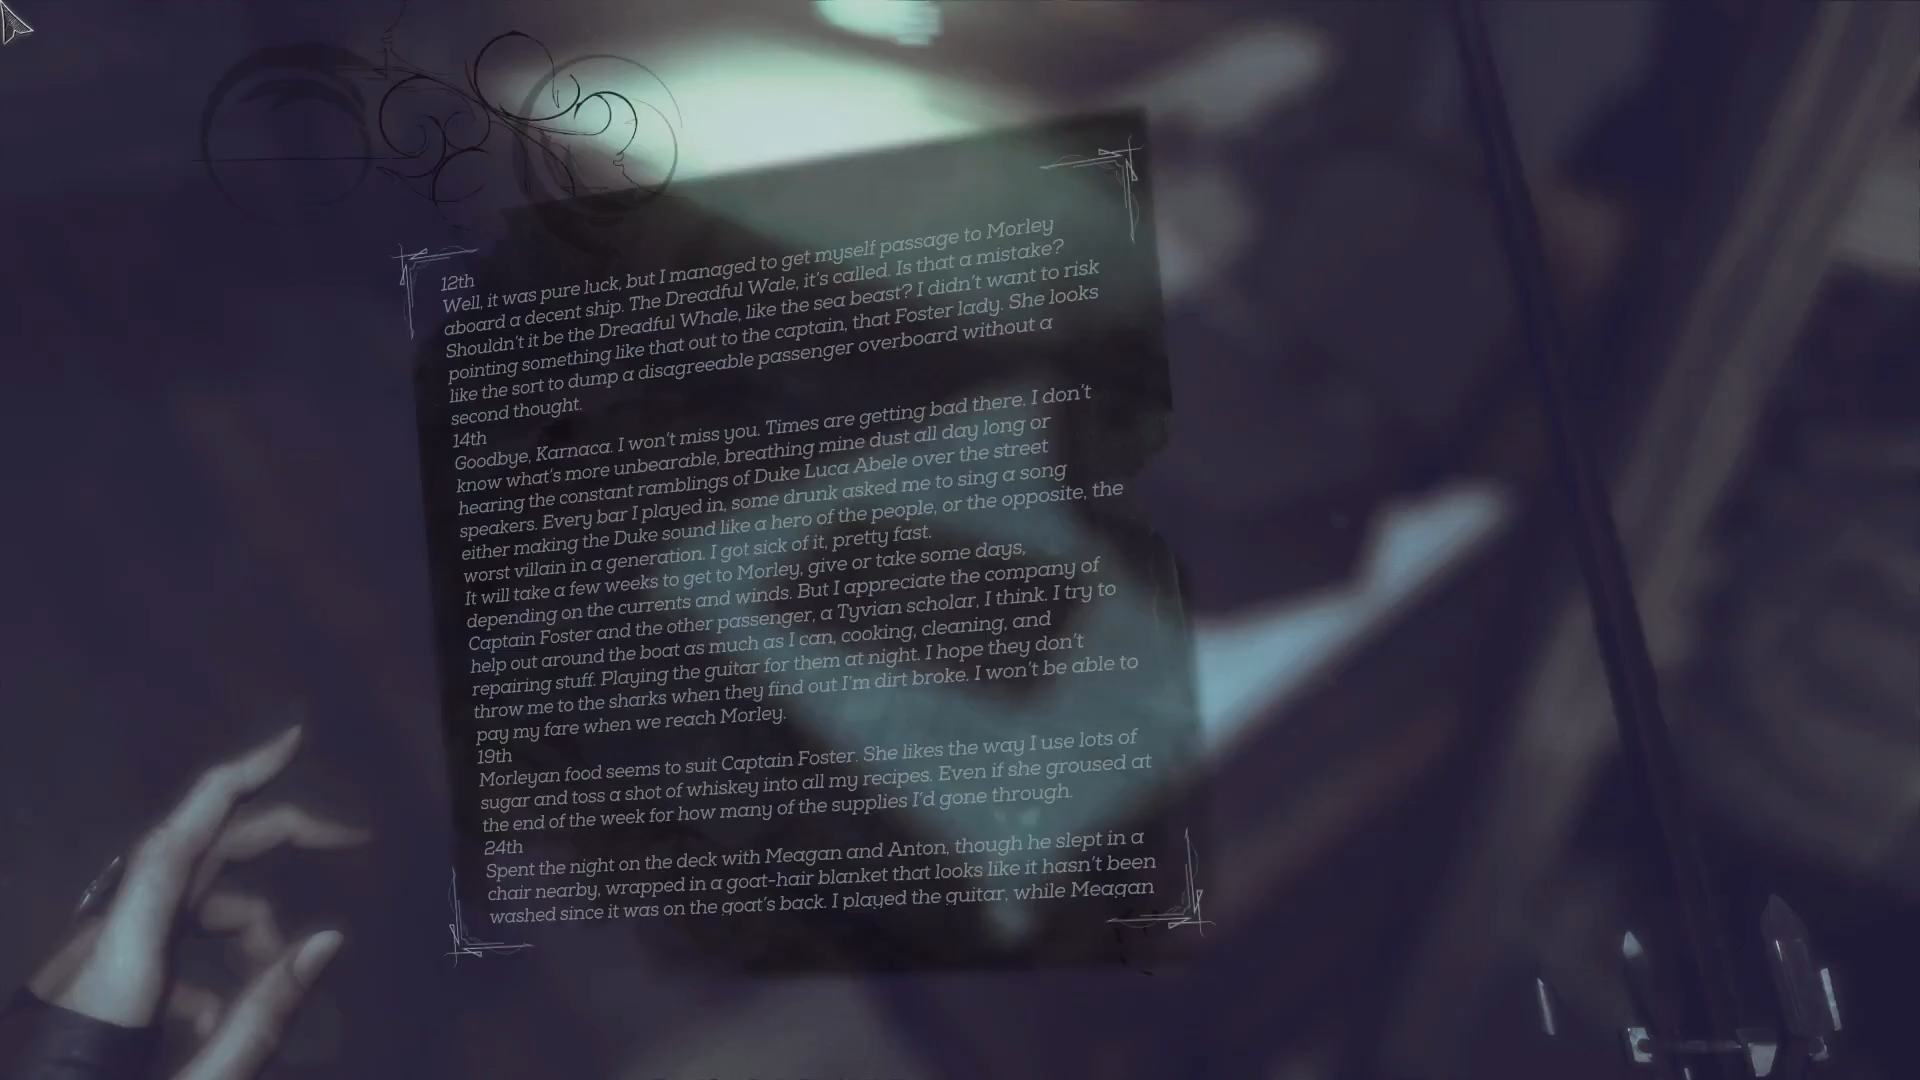 12th
Well, it was pure luck, but I managed to get myself passage to Morley
aboard a decent ship. The Dreadful Wale, it's called. Is that a mistake?
Shouldn't it be the Dreadful Whale, like the sea beast? I didn't want to risk
pointing something like that out to the captain, that Foster lady. She looks
like the sort to dump a disagreeable passenger overboard without a
second thought.
14th
Goodbye, Karnaca. I won't miss you. Times are getting bad there. I don't
know what's more unbearable, breathing mine dust all day long or
hearing the constant ramblings of Duke Luca Abele over the street
speakers. Every bar I played in, some drunk asked me to sing a song
either making the Duke sound like a hero of the people, or the opposite, the
worst villain in a generation. I got sick of it, pretty fast.
It will take a few weeks to get to Morley, give or take some days,
depending on the currents and winds. But I appreciate the company of
Captain Foster and the other passenger, a Tyvian scholar, I think. I try to
help out around the boat as much as I can, cooking, cleaning, and
repairing stuff. Playing the guitar for them at night. I hope they don't
throw me to the sharks when they find out I'm dirt broke. I won't be able to
pay my fare when we reach Morley.
19th
Morleyan food seems to suit Captain Foster. She likes the way I use lots of
sugar and toss a shot of whiskey into all my recipes. Even if she groused at
the end of the week for how many of the supplies I'd gone through.
24th
Spent the night on the deck with Meagan and Anton, though he slept in a
chair nearby, wrapped in a goat-hair blanket that looks like it hasn't been
washed since it was on the goat's back. I played the guitar, while Meagan